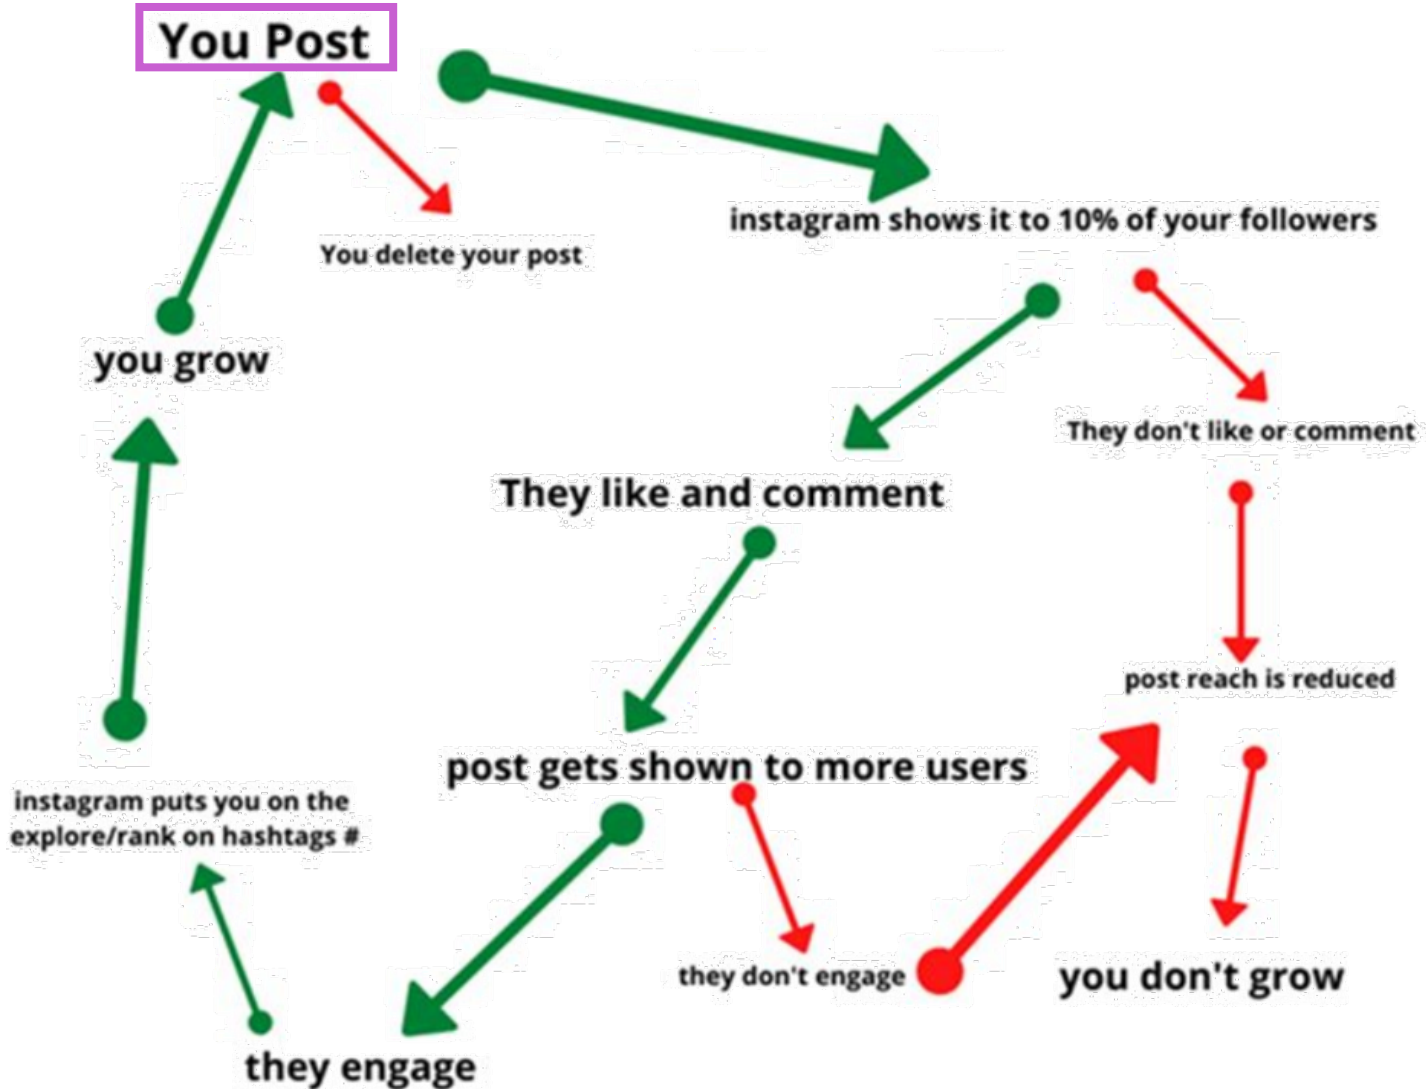 You Post
instagram shows it to 10% of your followers
You delete your post
you grow
They don't like or comment
They like and comment
post reach is reduced
post gets shown to more users
instagram puts you on the
explore/rank on hashtags #
they don't engage
you don't grow
they engage